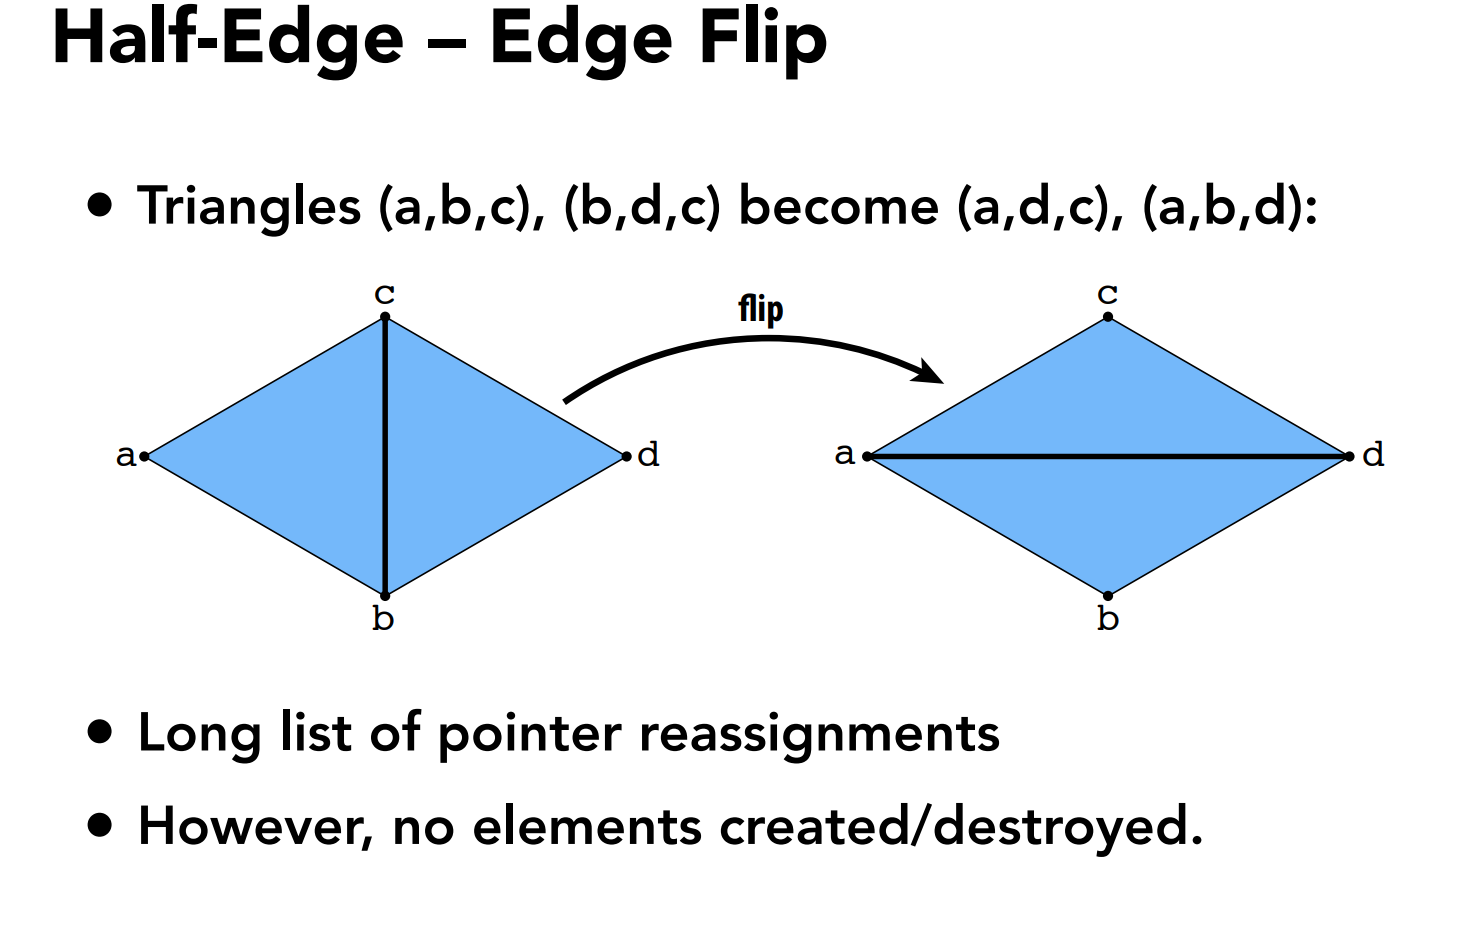 Half-Edge – Edge Flip
• Triangles (a,b,c), (b,d,c) become (a,d,c), (a,b,d):
c
flip
c
a
d
a
d
b
b
• Long list of pointer reassignments
• However, no elements created/destroyed.